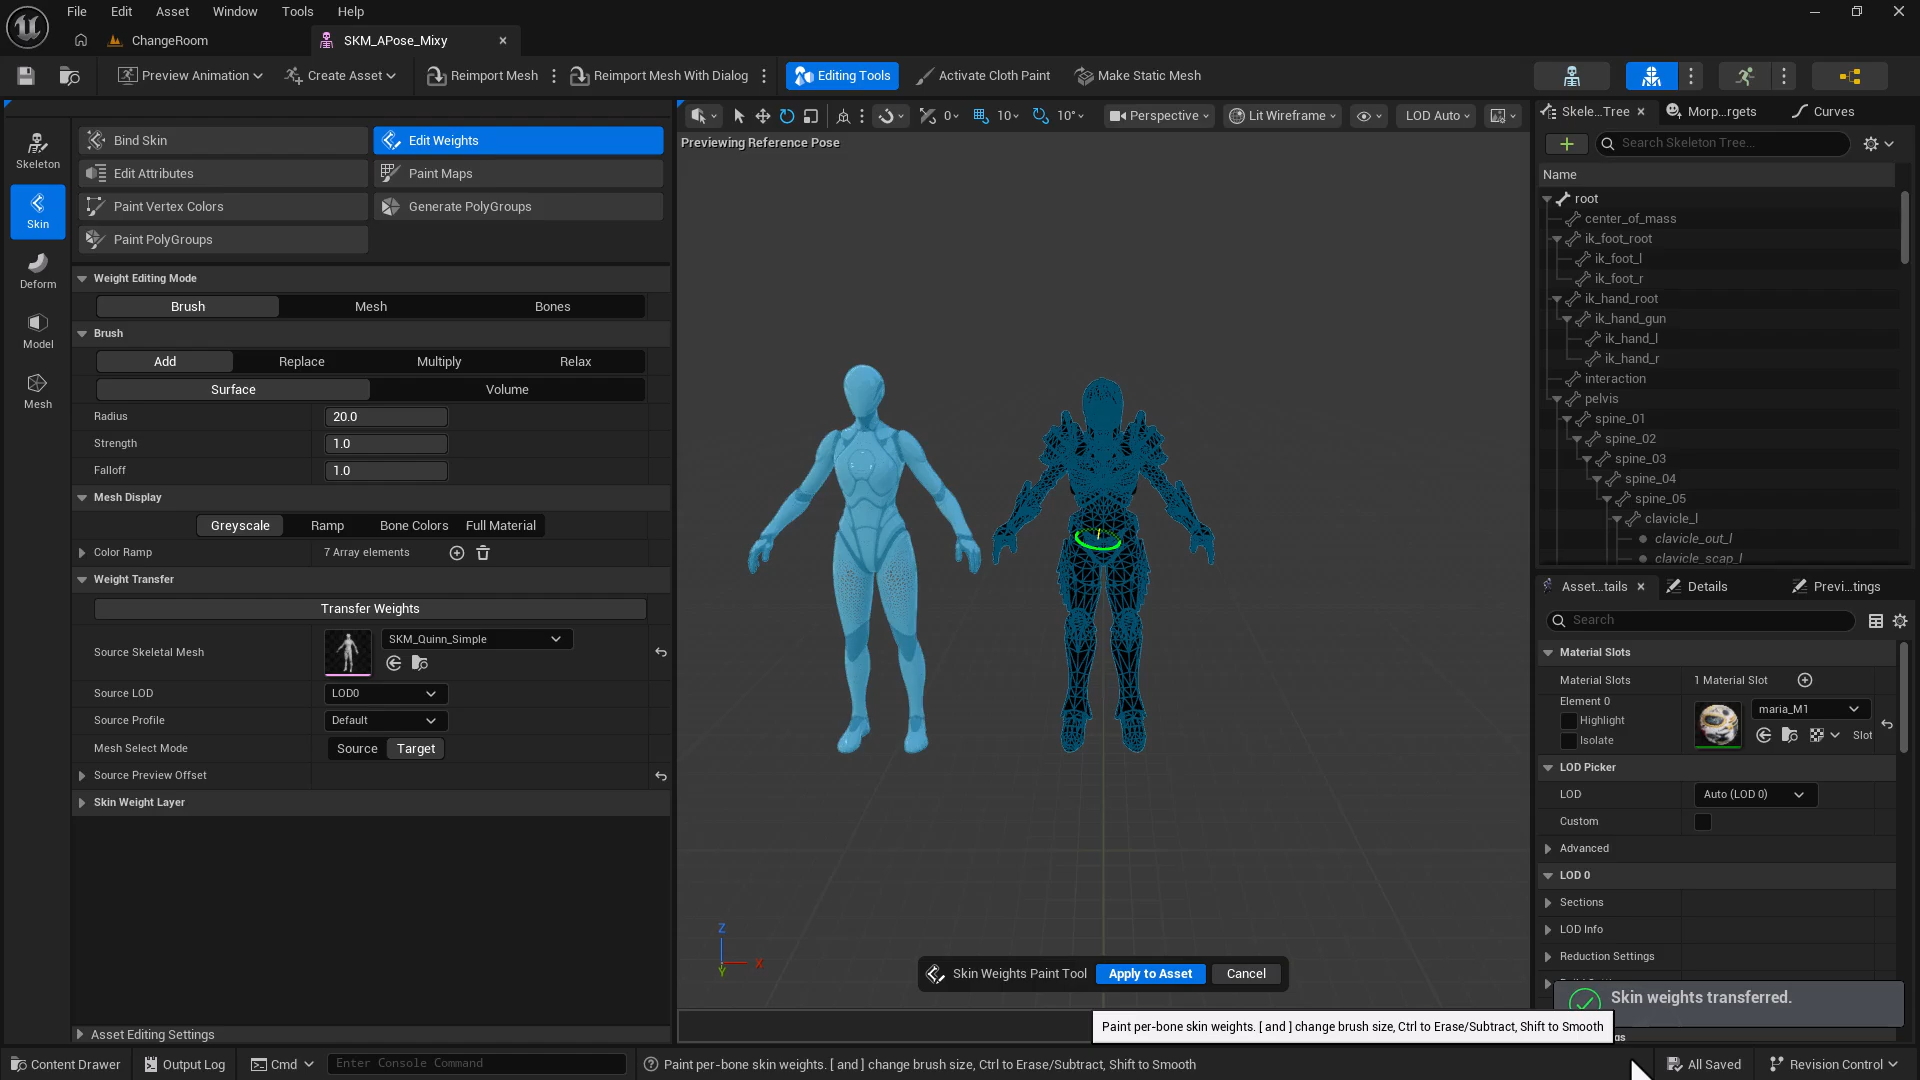 File Edit Asset Window Tools Help
ChangeRoom
SKM_APose_Mixy
Preview Animation
Create Asset
Reimport Mesh
Reimport Mesh With Dialog
Editing Tools
Activate Cloth Paint
Make Static Mesh
Skeleton
Skin
Deform
Model
Mesh
Bind Skin
Edit Weights
Edit Attributes
Paint Maps
Paint Vertex Colors
Generate PolyGroups
Paint PolyGroups
Weight Editing Mode
Brush Mesh Bones
Brush
Add Replace Multiply Relax
Surface Volume
Radius 20.0
Strength 1.0
Falloff 1.0
Mesh Display
Greyscale Ramp Bone Colors Full Material
Color Ramp 7 Array elements
Weight Transfer
Transfer Weights
Source Skeletal Mesh SKM_Quinn_Simple
Source LOD LOD0
Source Profile Default
Mesh Select Mode Source Target
Source Preview Offset
Skin Weight Layer
Asset Editing Settings
0 10 10° Perspective Lit Wireframe LOD Auto
Previewing Reference Pose
Z
X
Y
Skin Weights Paint Tool Apply to Asset Cancel
Paint per-bone skin weights. [ and ] change brush size, Ctrl to Erase/Subtract, Shift to Smooth
Skele...Tree Morp...rgets Curves
Search Skeleton Tree...
Name
root
center_of_mass
ik_foot_root
ik_foot_l
ik_foot_r
ik_hand_root
ik_hand_gun
ik_hand_l
ik_hand_r
interaction
pelvis
spine_01
spine_02
spine_03
spine_04
spine_05
clavicle_l
clavicle_out_l
clavicle_scap_l
Asset...tails Details Previ...tings
Search
Material Slots
Material Slots 1 Material Slot
Element 0
Highlight
Isolate
maria_M1
Slot
LOD Picker
LOD Auto (LOD 0)
Custom
Advanced
LOD 0
Sections
LOD Info
Reduction Settings
Skin weights transferred.
Content Drawer Output Log Cmd Enter Console Command Paint per-bone skin weights. [ and ] change brush size, Ctrl to Erase/Subtract, Shift to Smooth All Saved Revision Control